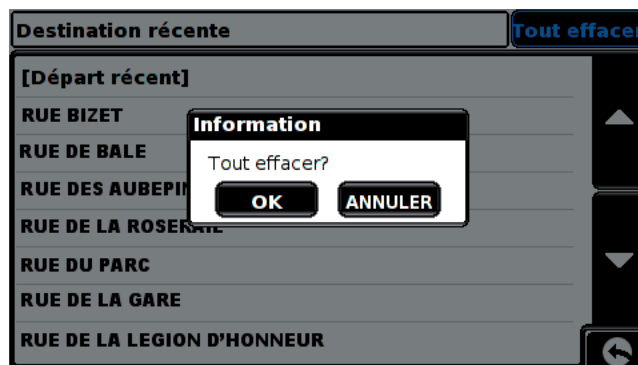 Destination récente
Tout effacer
[Départ récent]
RUE BIZET
RUE DE BALE
RUE DES AUBEPIN
RUE DE LA ROSERAIE
RUE DU PARC
RUE DE LA GARE
RUE DE LA LEGION D'HONNEUR
Information
Tout effacer?
OK
ANNULER